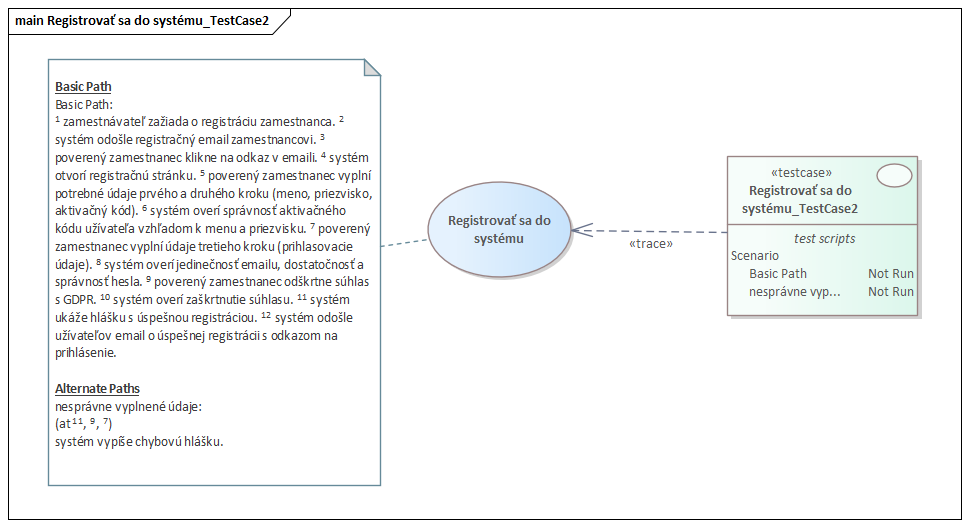 main Registrovať sa do systému_TestCase2
Basic Path
Basic Path:
1 zamestnávateľ zažiada o registráciu zamestnanca. 2
systém odošle registračný email zamestnancovi. 3
poverený zamestnanec klikne na odkaz v emaili. 4 systém
otvorí registračnú stránku. 5 poverený zamestnanec vyplní
potrebné údaje prvého a druhého kroku (meno, priezvisko,
aktivačný kód). 6 systém overí správnosť aktivačného
kódu užívateľa vzhľadom k menu a priezvisku. 7 poverený
zamestnanec vyplní údaje tretieho kroku (prihlasovacie
údaje). 8 systém overí jedinečnosť emailu, dostatočnosť a
správnosť hesla. 9 poverený zamestnanec odškrtne súhlas
s GDPR. 10 systém overí zaškrtnutie súhlasu. 11 systém
ukáže hlášku s úspešnou registráciou. 12 systém odošle
užívateľov email o úspešnej registrácii s odkazom na
prihlásenie.
Alternate Paths
nesprávne vyplnené údaje:
(at 11, 9, 7)
systém vypíše chybovú hlášku.
Registrovať sa do
systému
«trace»
«testcase»
Registrovať sa do
systému_TestCase2
test scripts
Scenario
Basic Path Not Run
nesprávne vyp... Not Run